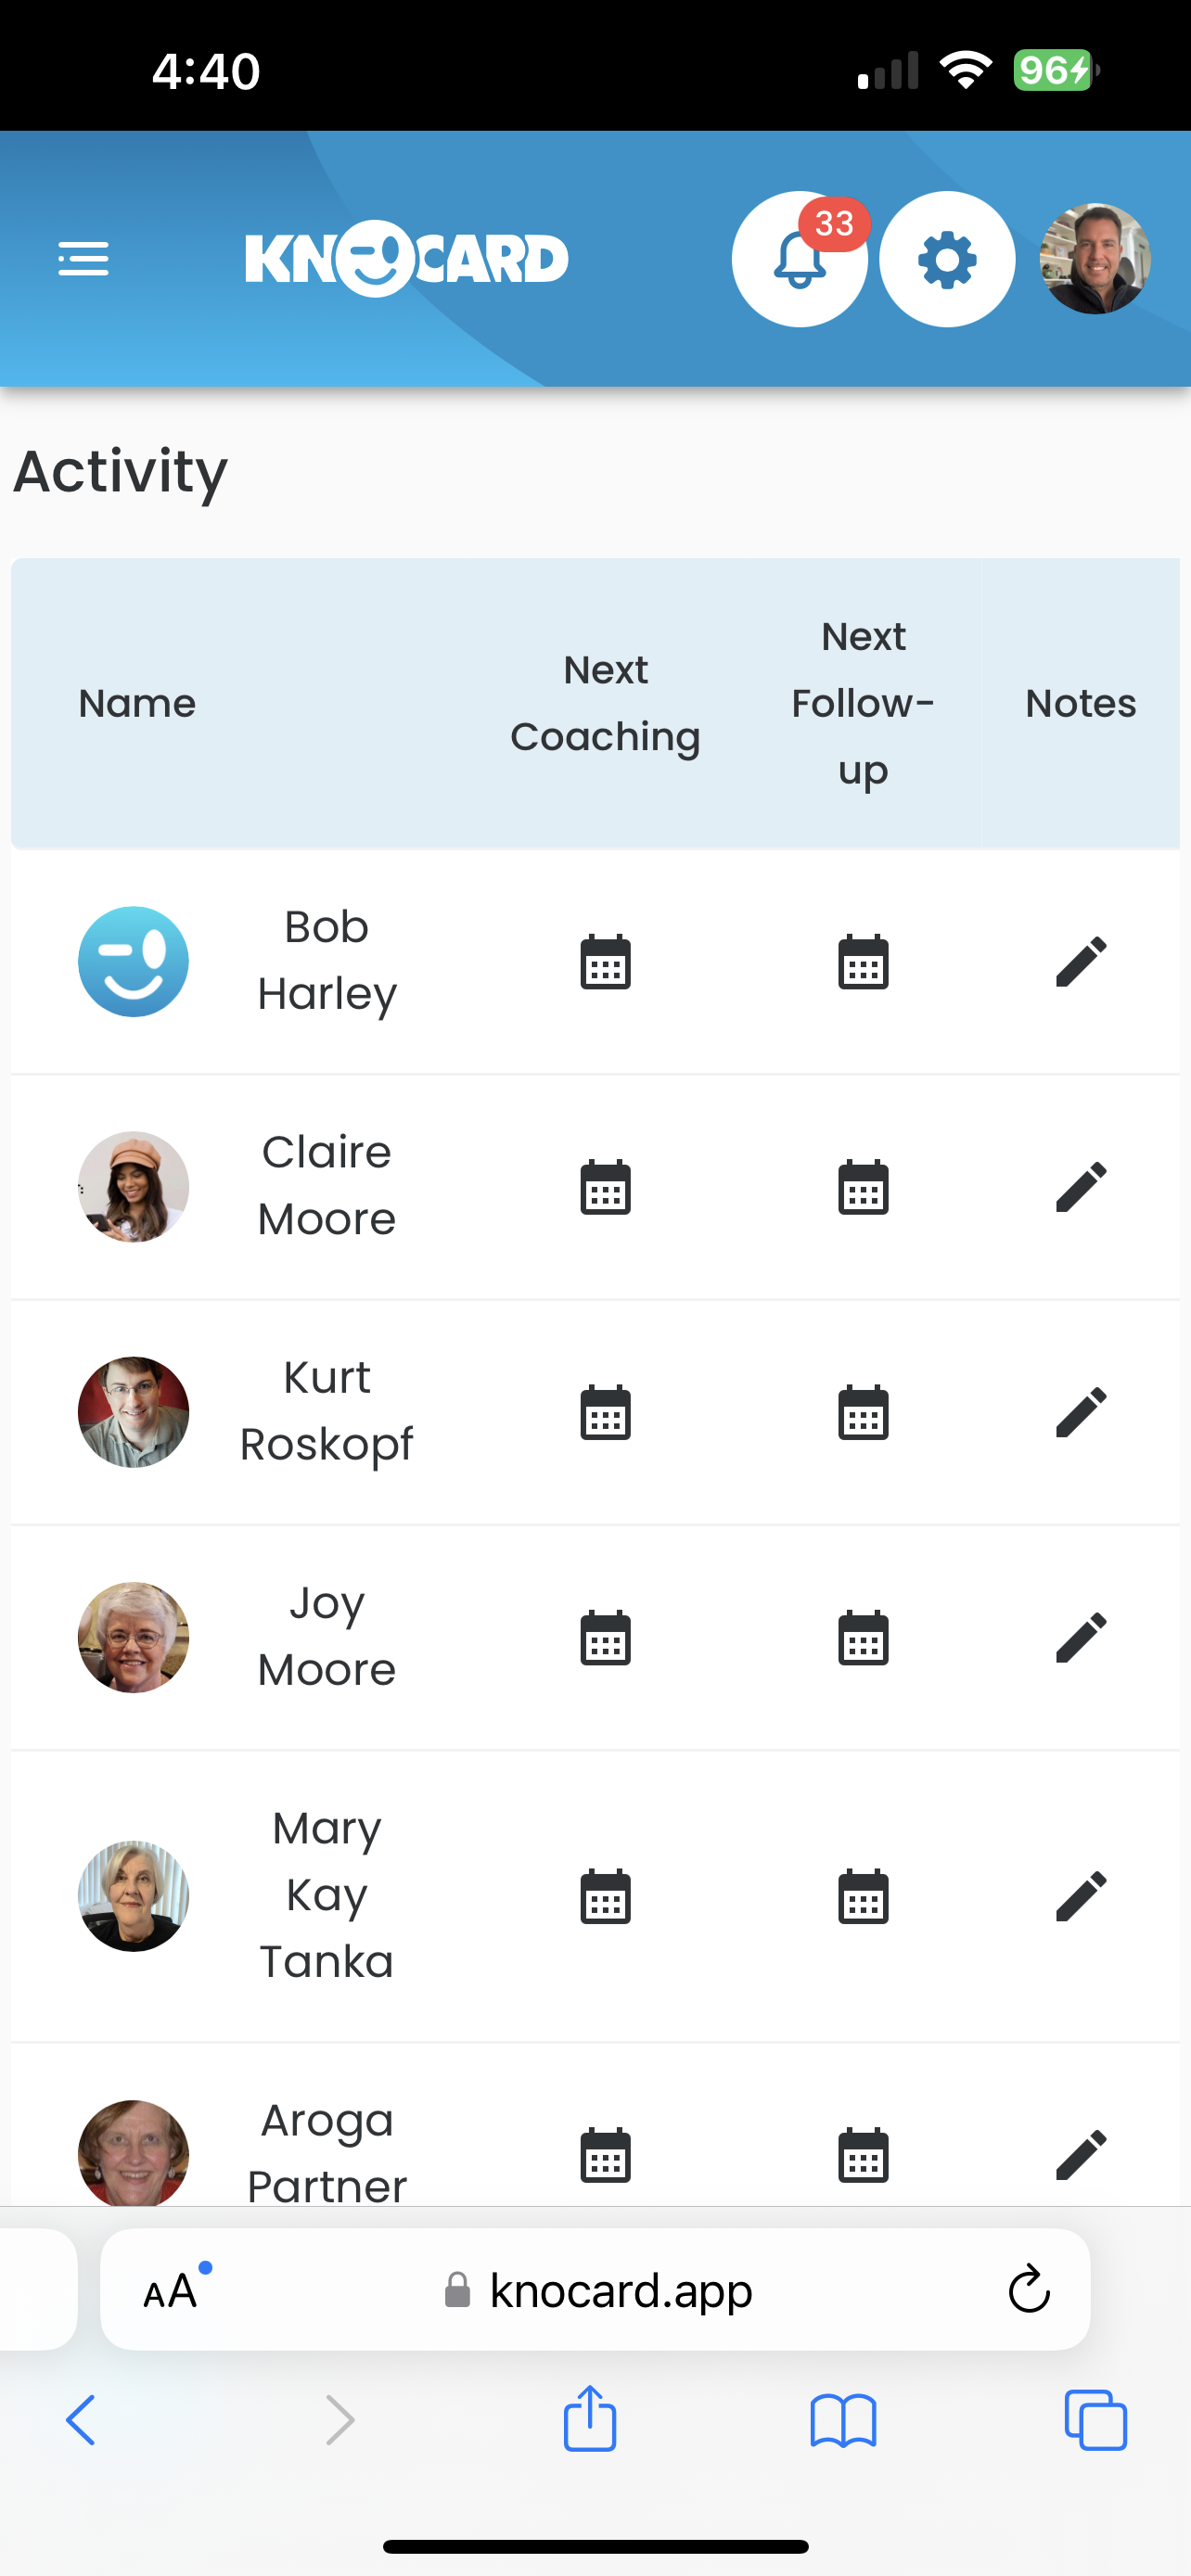 4:40
96
KNOCARD
33
Activity
Name
Next
Coaching
Next
Follow-
up
Notes
Bob
Harley
Claire
Moore
Kurt
Roskopf
Joy
Moore
Mary
Kay
Tanka
Aroga
Partner
AA
knocard.app